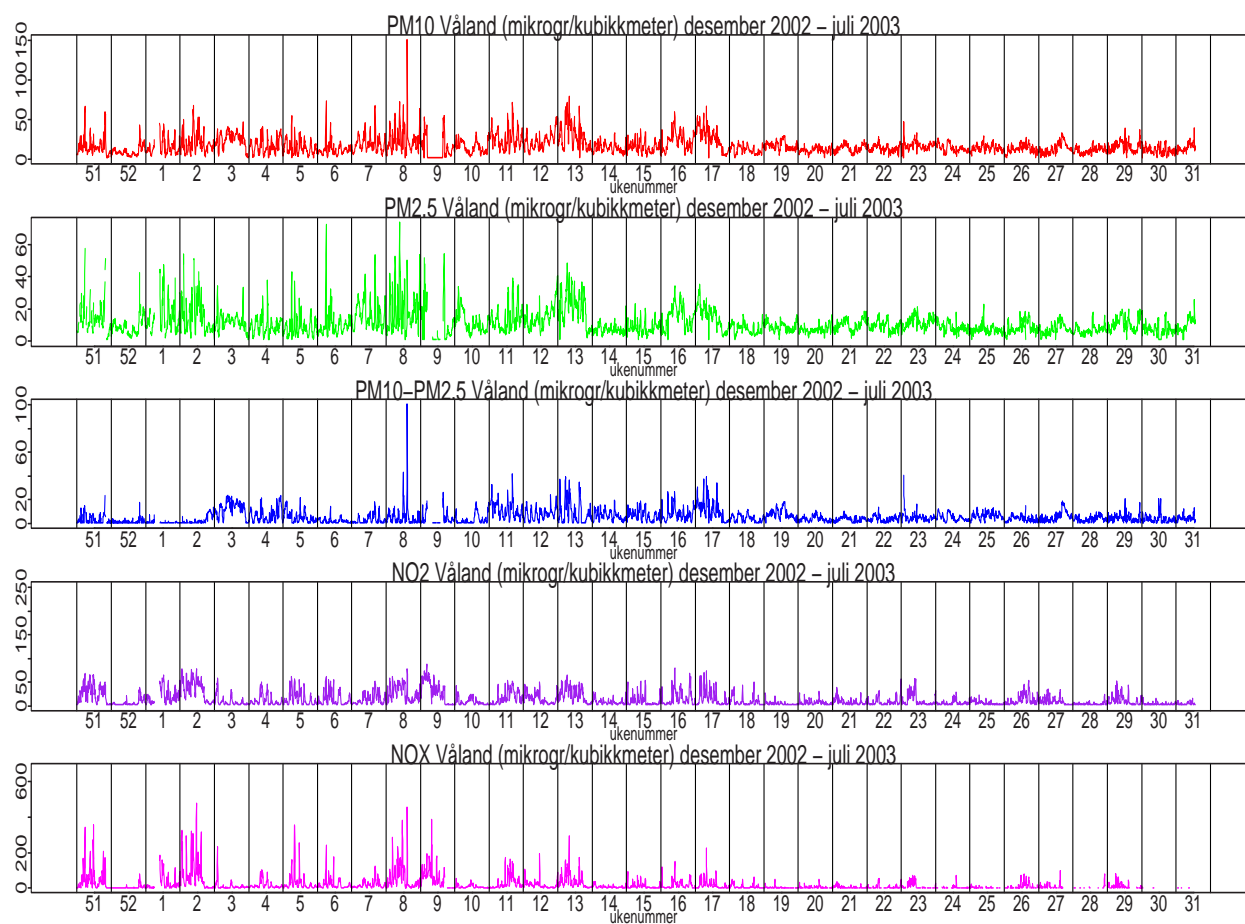 PM10 Våland (mikrogr/kubikkmeter) desember 2002 – juli 2003
150
100
50
0
51 52 1 2 3 4 5 6 7 8 9 10 11 12 13 14 15 16 17 18 19 20 21 22 23 24 25 26 27 28 29 30 31
ukenummer
PM2.5 Våland (mikrogr/kubikkmeter) desember 2002 – juli 2003
60
40
20
0
51 52 1 2 3 4 5 6 7 8 9 10 11 12 13 14 15 16 17 18 19 20 21 22 23 24 25 26 27 28 29 30 31
ukenummer
PM10–PM2.5 Våland (mikrogr/kubikkmeter) desember 2002 – juli 2003
100
60
20
0
51 52 1 2 3 4 5 6 7 8 9 10 11 12 13 14 15 16 17 18 19 20 21 22 23 24 25 26 27 28 29 30 31
ukenummer
NO2 Våland (mikrogr/kubikkmeter) desember 2002 – juli 2003
250
150
50
0
51 52 1 2 3 4 5 6 7 8 9 10 11 12 13 14 15 16 17 18 19 20 21 22 23 24 25 26 27 28 29 30 31
ukenummer
NOX Våland (mikrogr/kubikkmeter) desember 2002 – juli 2003
600
200
0
51 52 1 2 3 4 5 6 7 8 9 10 11 12 13 14 15 16 17 18 19 20 21 22 23 24 25 26 27 28 29 30 31
ukenummer